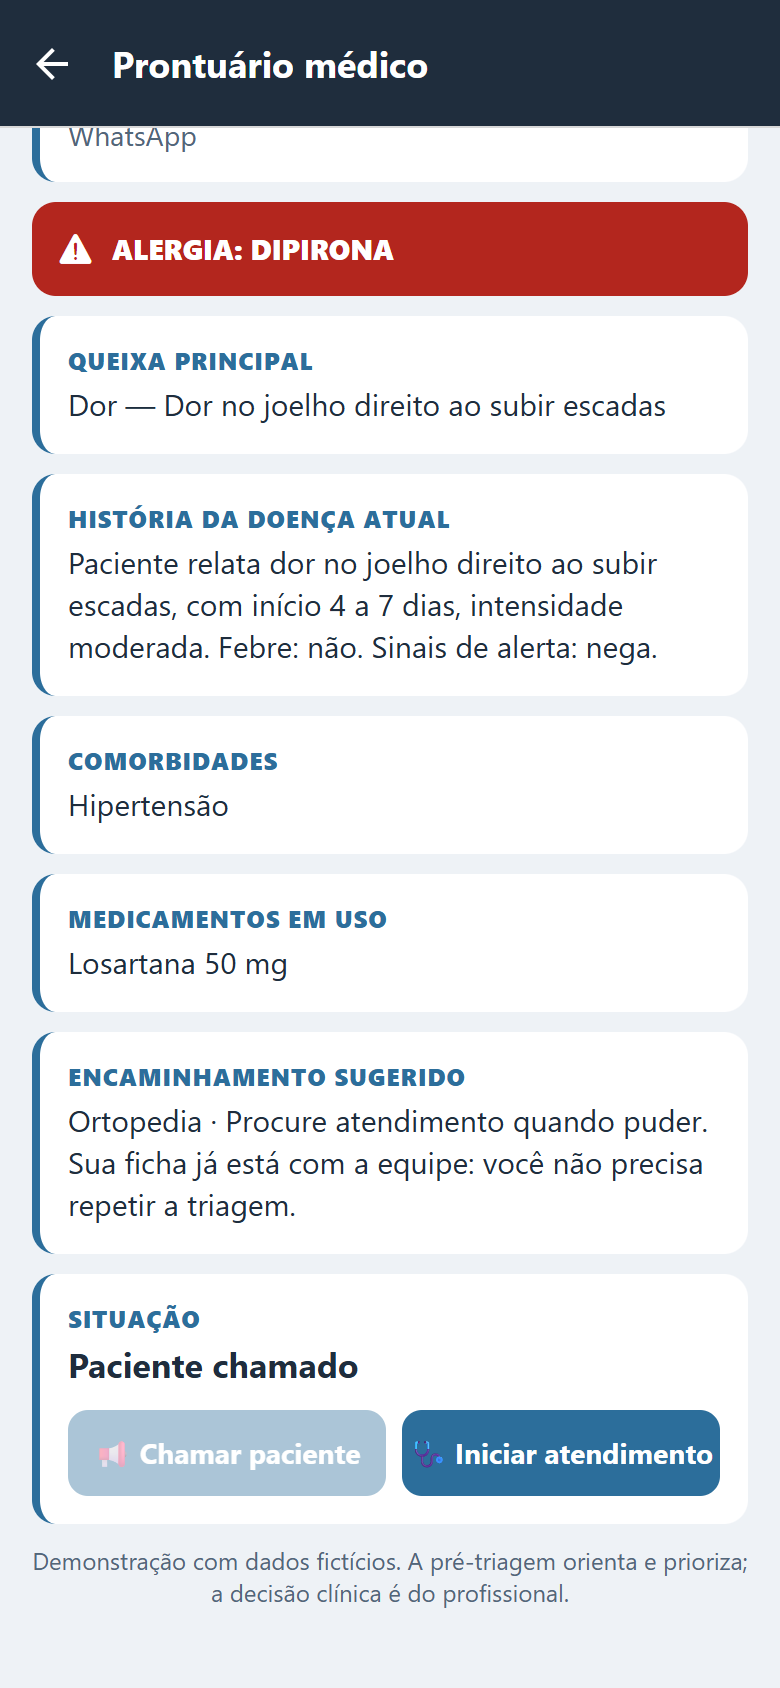 Prontuário médico
WhatsApp
ALERGIA: DIPIRONA
QUEIXA PRINCIPAL
Dor — Dor no joelho direito ao subir escadas
HISTÓRIA DA DOENÇA ATUAL
Paciente relata dor no joelho direito ao subir
escadas, com início 4 a 7 dias, intensidade
moderada. Febre: não. Sinais de alerta: nega.
COMORBIDADES
Hipertensão
MEDICAMENTOS EM USO
Losartana 50 mg
ENCAMINHAMENTO SUGERIDO
Ortopedia · Procure atendimento quando puder.
Sua ficha já está com a equipe: você não precisa
repetir a triagem.
SITUAÇÃO
Paciente chamado
Chamar paciente
Iniciar atendimento
Demonstração com dados fictícios. A pré-triagem orienta e prioriza;
a decisão clínica é do profissional.